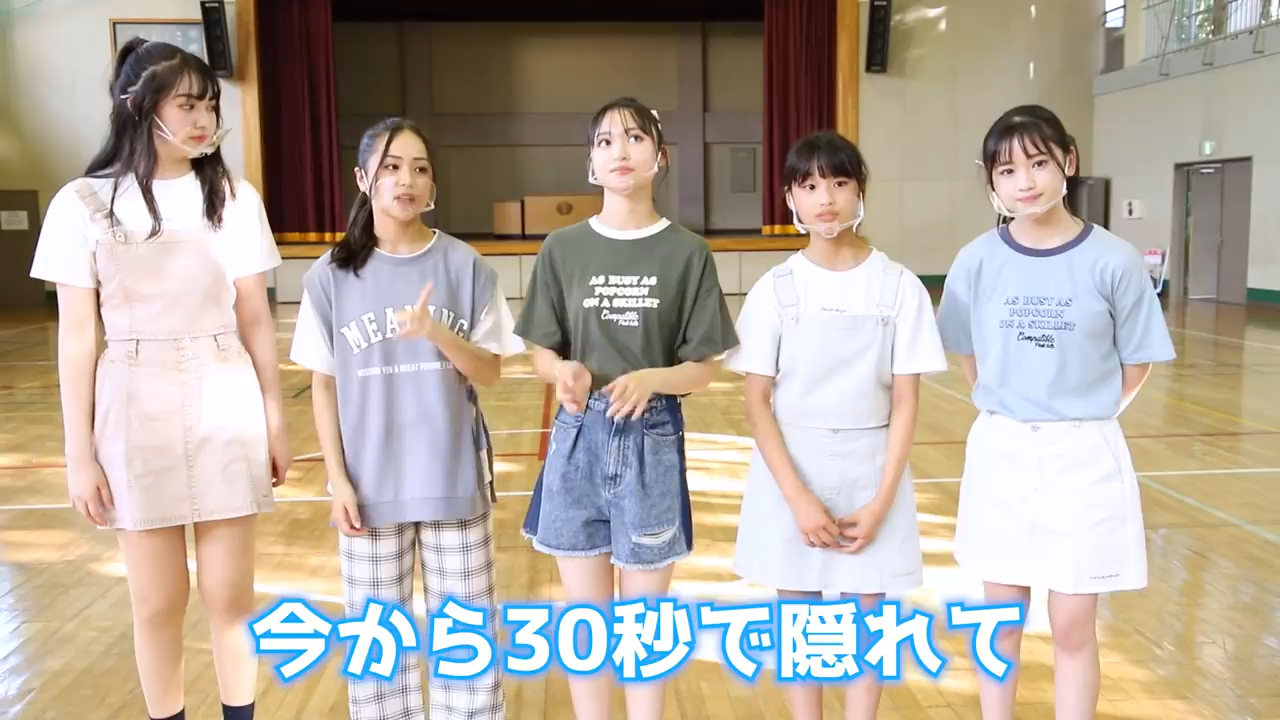 MEANING
AS BUSY AS
POPCORN
ON A SKILLET
Compatible
AS BUSY AS
POPCORN
ON A SKILLET
Compatible
今から30秒で隠れて